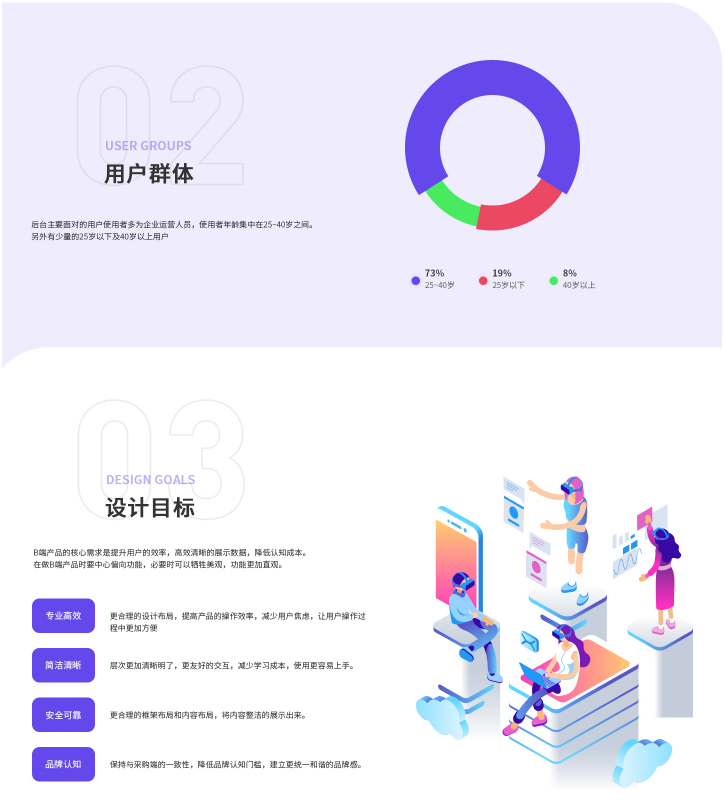 02
USER GROUPS
用户群体
后台主要面对的用户使用者多为企业运营人员，使用者年龄集中在25~40岁之间。
另外有少量的25岁以下及40岁以上用户
73%
25~40岁
19%
25岁以下
8%
40岁以上
03
DESIGN GOALS
设计目标
B端产品的核心需求是提升用户的效率，高效清晰的展示数据，降低认知成本。
在做B端产品时要中心偏向功能，必要时可以牺牲美观，功能更加直观。
专业高效
更合理的设计布局，提高产品的操作效率，减少用户焦虑，让用户操作过
程中更加方便
简洁清晰
层次更加清晰明了，更友好的交互，减少学习成本，使用更容易上手。
安全可靠
更合理的框架布局和内容布局，将内容整洁的展示出来。
品牌认知
保持与采购端的一致性，降低品牌认知门槛，建立更统一和谐的品牌感。